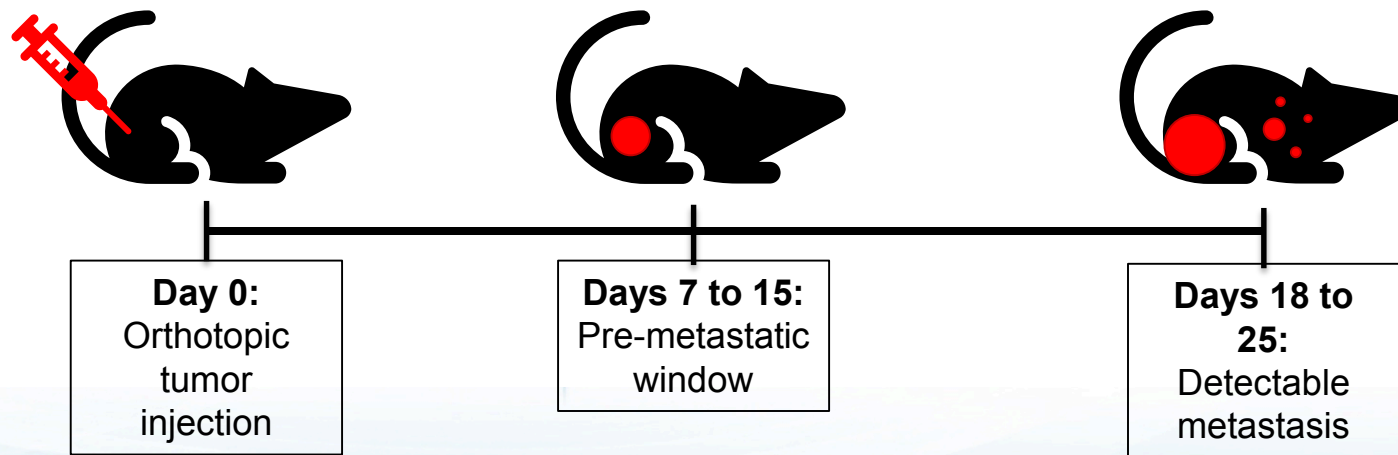 Day 0:
Orthotopic
tumor
injection
Days 7 to 15:
Pre-metastatic
window
Days 18 to
25:
Detectable
metastasis